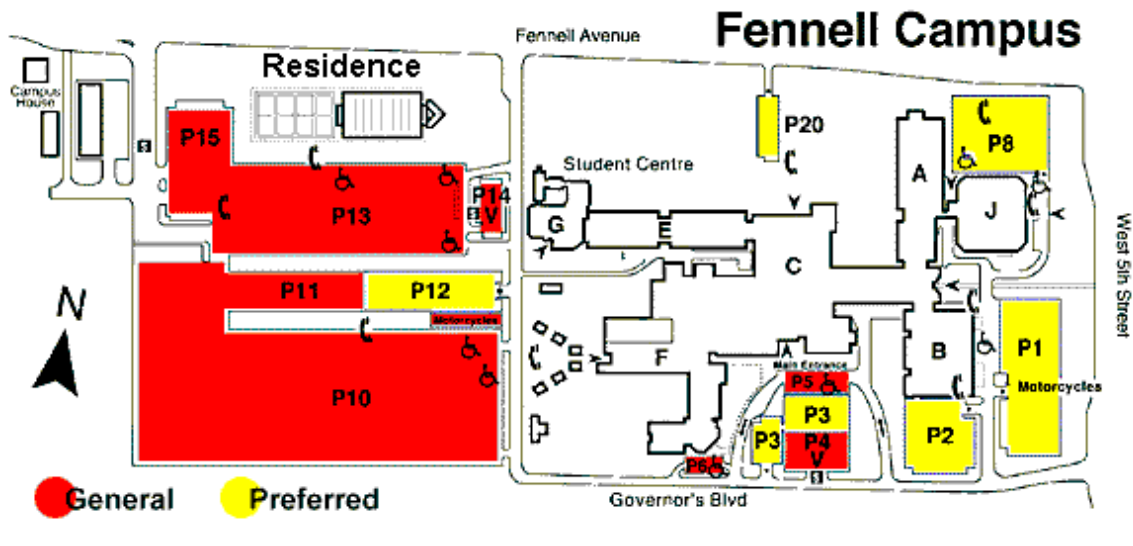 Fennell Campus
Fennell Avenue
Residence
Campus
House
P15
P20
P8
Student Centre
A
P14
V
P13
G
E
J
C
West 5th Street
N
P11
P12
Motorcycles
F
B
P1
Main Entrance
P5
Motorcycles
P10
P3
P3
P4
V
P2
P6
General
Preferred
Governor's Blvd